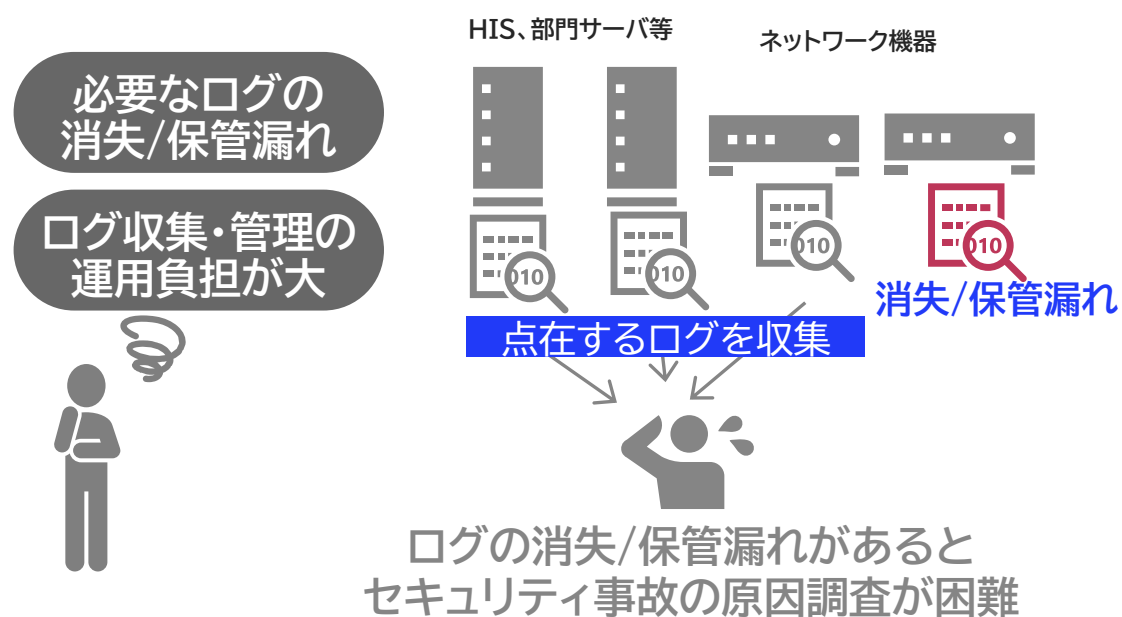 HIS、部門サーバ等
ネットワーク機器
必要なログの
消失/保管漏れ
ログ収集・管理の
運用負担が大
010
010
010
010
消失/保管漏れ
点在するログを収集
ログの消失/保管漏れがあると
セキュリティ事故の原因調査が困難